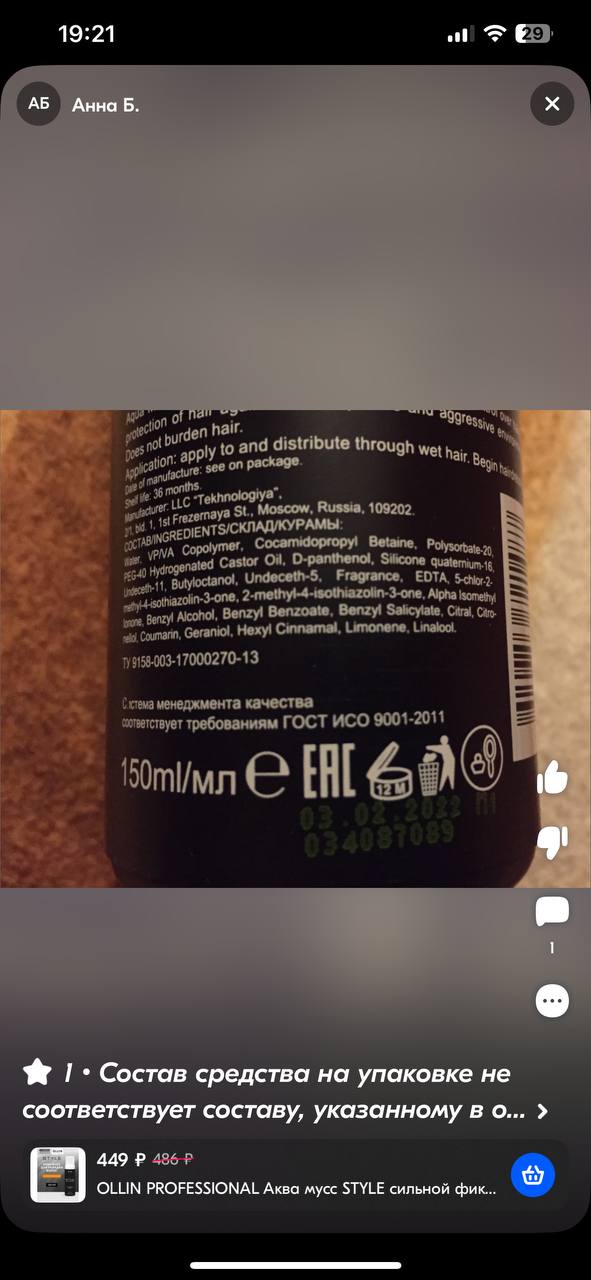 19:21
29
АБ
Анна Б.
protection of hair
and aggressive
Does not burden hair.
Application: apply to and distribute through wet hair. Begin
Date of manufacture: see on package.
Shelf life: 36 months.
Manufacturer: LLC "Tekhnologiya",
2/1, bld. 1, 1st Frezernaya St., Moscow, Russia, 109202.
СОСТАВ/INGREDIENTS/СКЛАД/КУРАМЫ:
Water, VP/VA Copolymer, Cocamidopropyl Betaine, Polysorbate-20,
PEG-40 Hydrogenated Castor Oil, D-panthenol, Silicone quaternium-16,
Undeceth-11, Butyloctanol, Undeceth-5, Fragrance, EDTA, 5-chlor-2-
methyl-4-isothiazolin-3-one, 2-methyl-4-isothiazolin-3-one, Alpha Isomethyl
Ionone, Benzyl Alcohol, Benzyl Benzoate, Benzyl Salicylate, Citral, Citro-
nellol, Coumarin, Geraniol, Hexyl Cinnamal, Limonene, Linalool.
ТУ 9158-003-17000270-13
Система менеджмента качества
соответствует требованиям ГОСТ ИСО 9001-2011
150ml/мл e EAC 12 M
03.02.2022 П1
034087089
1
1 • Состав средства на упаковке не
соответствует составу, указанному в о...
449 ₽ 486 ₽
OLLIN PROFESSIONAL Аква мусс STYLE сильной фик...